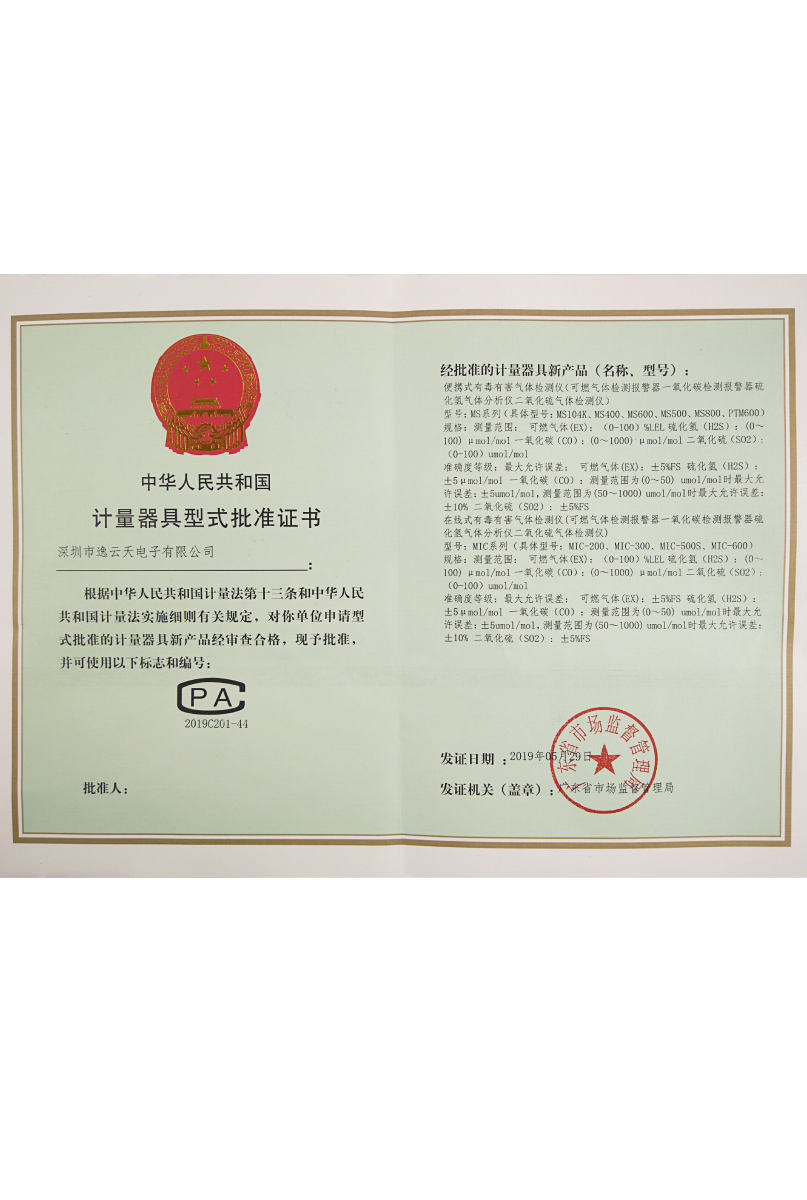 中华人民共和国
计量器具型式批准证书
深圳市逸云天电子有限公司
:
根据中华人民共和国计量法第十三条和中华人民
共和国计量法实施细则有关规定，对你单位申请型
式批准的计量器具新产品经审查合格，现予批准，
并可使用以下标志和编号:
CPA
2019C201-44
批准人:
经批准的计量器具新产品（名称、型号）:
便携式有毒有害气体检测仪(可燃气体检测报警器一氧化碳检测报警器硫
化氢气体分析仪二氧化硫气体检测仪)
型号:MS系列(具体型号:MS104K、MS400、MS600、MS500、MS800、PTM600)
规格: 测量范围: 可燃气体(EX): (0-100)%LEL 硫化氢(H2S): (0～
100) μmol/mol 一氧化碳(CO): (0～1000) μmol/mol 二氧化硫(SO2):
(0-100) umol/mol
准确度等级: 最大允许误差: 可燃气体(EX): ±5%FS 硫化氢(H2S):
±5μmol/mol 一氧化碳(CO): 测量范围为(0～50) umol/mol时最大允
许误差: ±5umol/mol, 测量范围为(50～1000) umol/mol时最大允许误差:
±10% 二氧化硫(SO2): ±5%FS
在线式有毒有害气体检测仪(可燃气体检测报警器一氧化碳检测报警器硫
化氢气体分析仪二氧化硫气体检测仪)
型号: MIC系列(具体型号: MIC-200、MIC-300、MIC-500S、MIC-600)
规格: 测量范围: 可燃气体(EX): (0-100)%LEL 硫化氢(H2S): (0～
100) μmol/mol 一氧化碳(CO): (0～1000) μmol/mol 二氧化硫(SO2):
(0-100) umol/mol
准确度等级: 最大允许误差: 可燃气体(EX): ±5%FS 硫化氢(H2S):
±5μmol/mol 一氧化碳(CO): 测量范围为(0～50) umol/mol时最大允
许误差: ±5umol/mol, 测量范围为(50～1000) umol/mol时最大允许误差:
±10% 二氧化硫(SO2): ±5%FS
广东省市场监督管理局
发证日期:2019年05月29日
发证机关（盖章）:广东省市场监督管理局